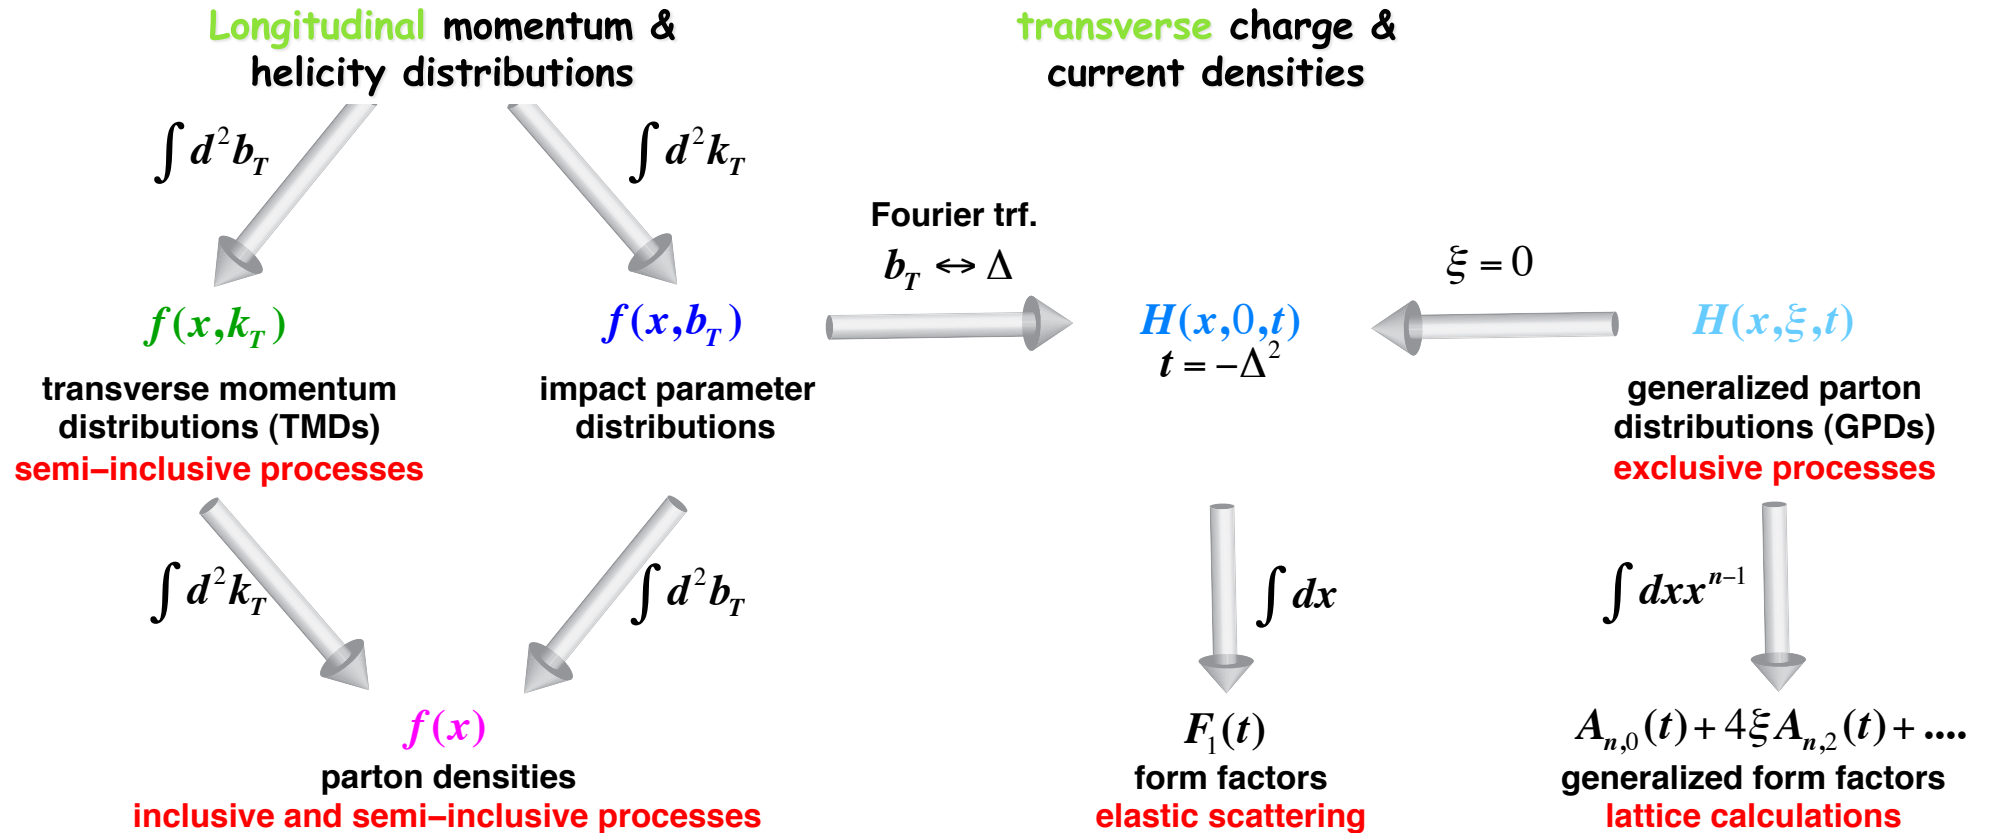 Longitudinal momentum &
helicity distributions
transverse charge &
current densities
∫ d²b_T
∫ d²k_T
Fourier trf.
b_T ↔ Δ
ξ = 0
f(x,k_T)
f(x,b_T)
H(x,0,t)
t = −Δ²
H(x,ξ,t)
transverse momentum
distributions (TMDs)
semi–inclusive processes
impact parameter
distributions
generalized parton
distributions (GPDs)
exclusive processes
∫ d²k_T
∫ d²b_T
∫ dx
∫ dxx^{n−1}
f(x)
parton densities
inclusive and semi–inclusive processes
F₁(t)
form factors
elastic scattering
A_{n,0}(t) + 4ξA_{n,2}(t) + ....
generalized form factors
lattice calculations